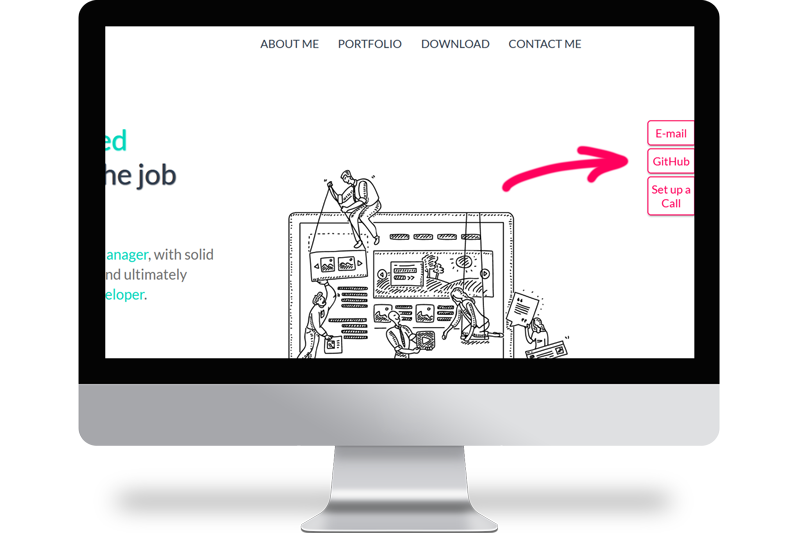 ABOUT ME PORTFOLIO DOWNLOAD CONTACT ME
ed
he job
anager, with solid
nd ultimately
eloper.
E-mail
GitHub
Set up a
Call